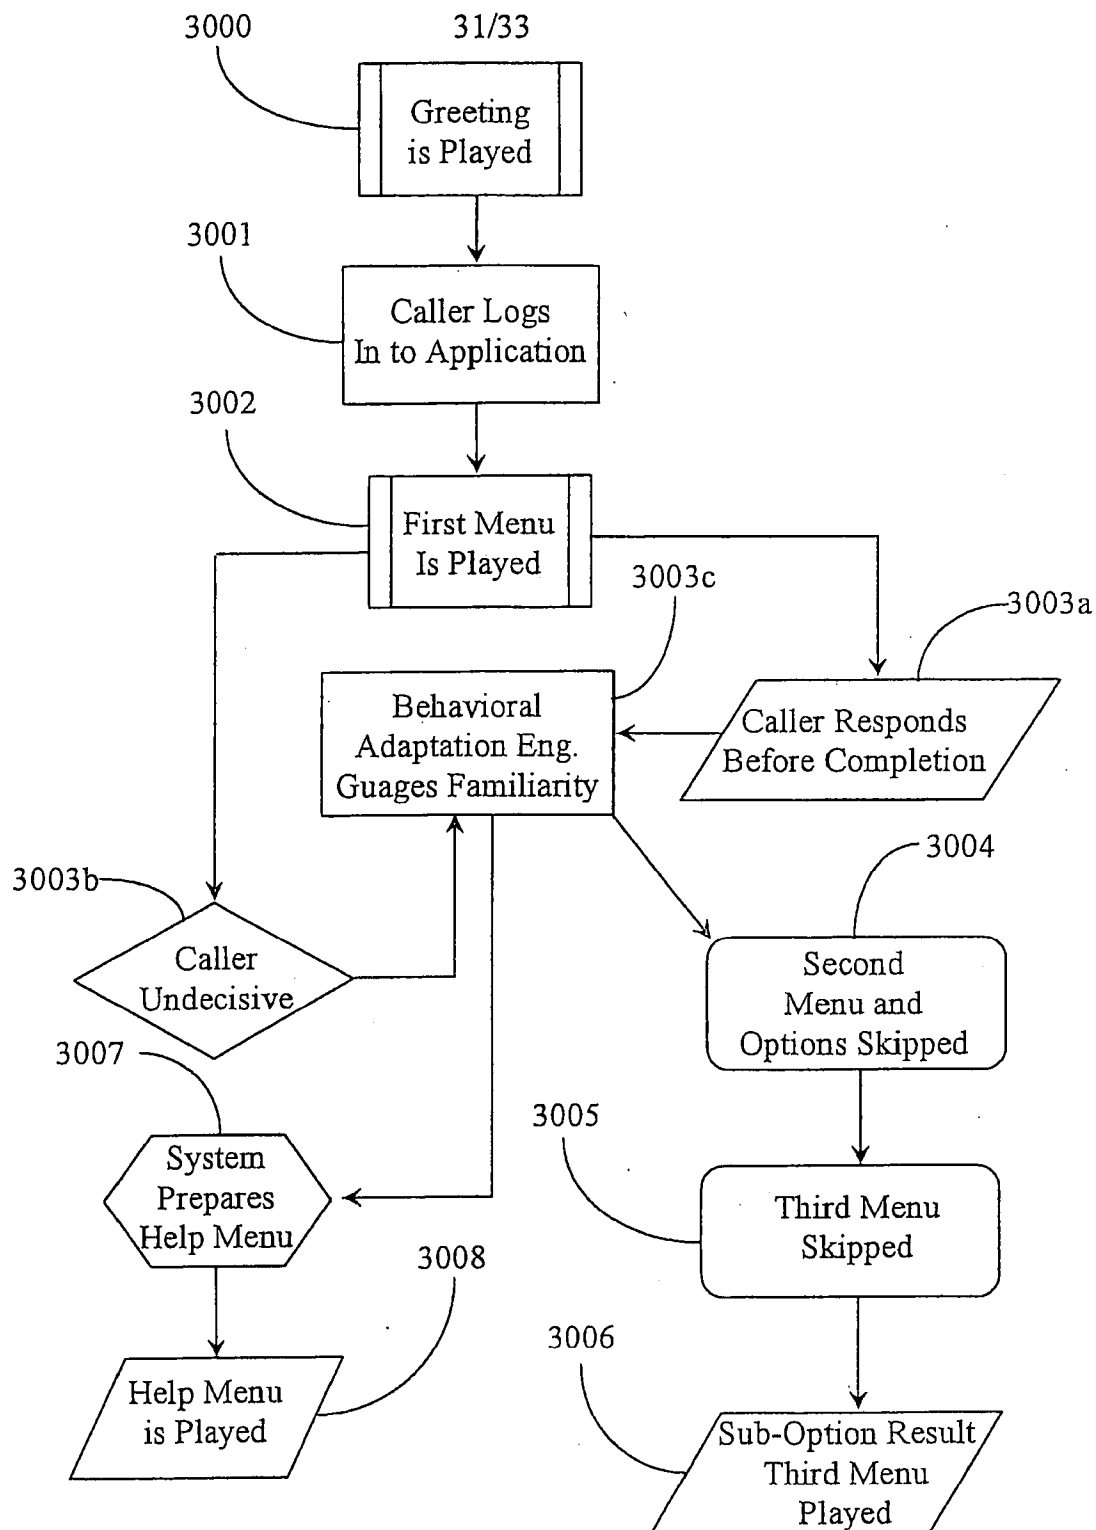 3000
31/33
Greeting
is Played
3001
Caller Logs
In to Application
3002
First Menu
Is Played
3003c
3003a
Behavioral
Adaptation Eng.
Guages Familiarity
Caller Responds
Before Completion
3004
3003b
Caller
Undecisive
Second
Menu and
Options Skipped
3007
3005
System
Prepares
Help Menu
Third Menu
Skipped
3008
3006
Help Menu
is Played
Sub-Option Result
Third Menu
Played